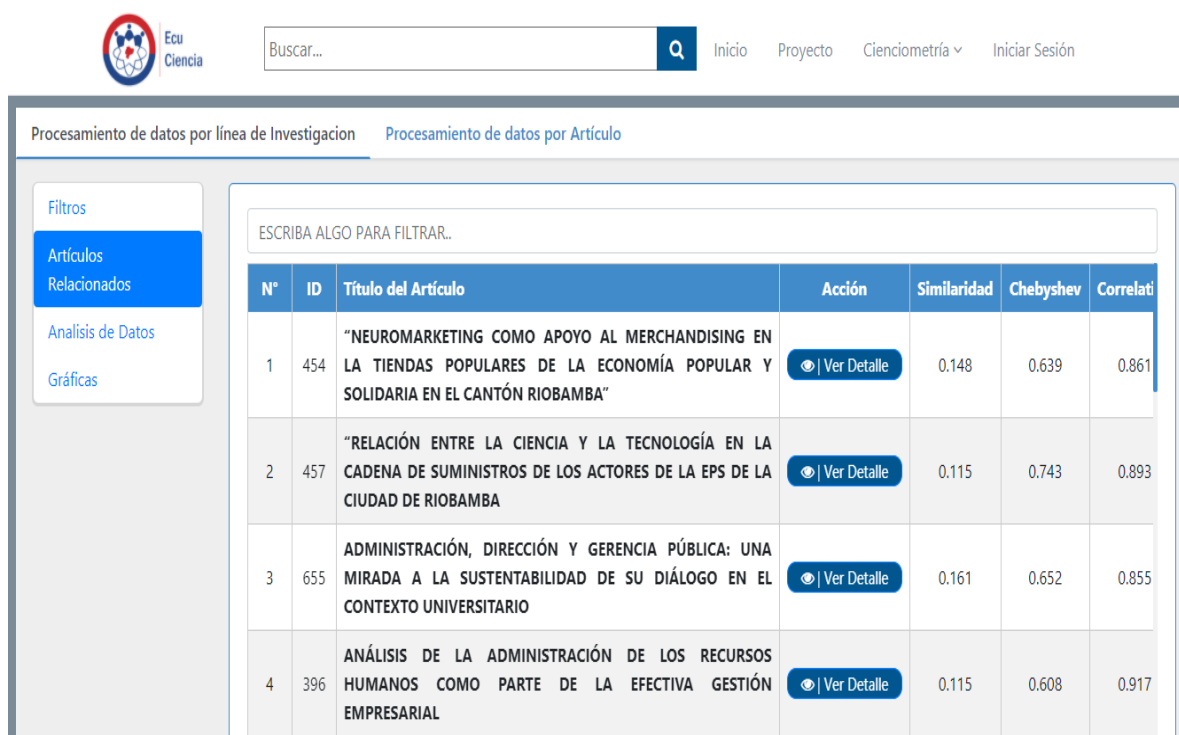 Ecu
Ciencia
Buscar...
Inicio Proyecto Cienciometría Iniciar Sesión
Procesamiento de datos por línea de Investigacion Procesamiento de datos por Artículo
Filtros
Artículos
Relacionados
Analisis de Datos
Gráficas
ESCRIBA ALGO PARA FILTRAR..
N° ID Título del Artículo Acción Similaridad Chebyshev Correlati
"NEUROMARKETING COMO APOYO AL MERCHANDISING EN
1 454 LA TIENDAS POPULARES DE LA ECONOMÍA POPULAR Y | Ver Detalle 0.148 0.639 0.861
SOLIDARIA EN EL CANTÓN RIOBAMBA"
"RELACIÓN ENTRE LA CIENCIA Y LA TECNOLOGÍA EN LA
2 457 CADENA DE SUMINISTROS DE LOS ACTORES DE LA EPS DE LA | Ver Detalle 0.115 0.743 0.893
CIUDAD DE RIOBAMBA
ADMINISTRACIÓN, DIRECCIÓN Y GERENCIA PÚBLICA: UNA
3 655 MIRADA A LA SUSTENTABILIDAD DE SU DIÁLOGO EN EL | Ver Detalle 0.161 0.652 0.855
CONTEXTO UNIVERSITARIO
ANÁLISIS DE LA ADMINISTRACIÓN DE LOS RECURSOS
4 396 HUMANOS COMO PARTE DE LA EFECTIVA GESTIÓN | Ver Detalle 0.115 0.608 0.917
EMPRESARIAL